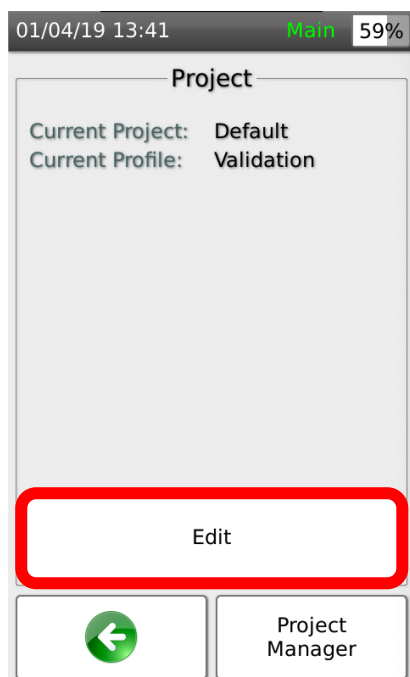 01/04/19 13:41 Main 59%
Project
Current Project: Default
Current Profile: Validation
Edit
Project
Manager